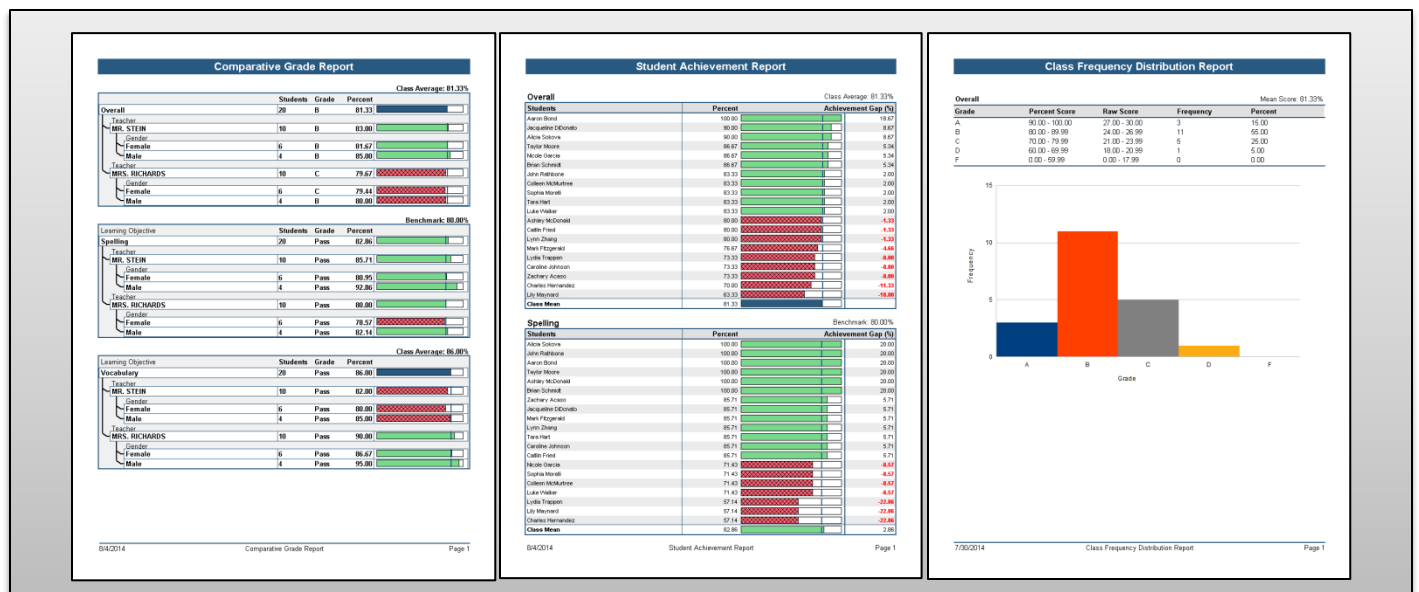 Comparative Grade Report
Class Average: 81.33%
Students Grade Percent
Overall 20 B 81.33
Teacher
MR. STEIN 10 B 83.00
Gender
Female 6 B 81.67
Male 4 B 85.00
Teacher
MRS. RICHARDS 10 C 79.67
Gender
Female 6 C 79.44
Male 4 B 80.00
Benchmark: 80.00%
Learning Objective Students Grade Percent
Spelling 20 Pass 82.86
Teacher
MR. STEIN 10 Pass 85.71
Gender
Female 6 Pass 80.95
Male 4 Pass 92.86
Teacher
MRS. RICHARDS 10 Pass 80.00
Gender
Female 6 Pass 78.57
Male 4 Pass 82.14
Class Average: 86.00%
Learning Objective Students Grade Percent
Vocabulary 20 Pass 86.00
Teacher
MR. STEIN 10 Pass 82.00
Gender
Female 6 Pass 80.00
Male 4 Pass 85.00
Teacher
MRS. RICHARDS 10 Pass 90.00
Gender
Female 6 Pass 86.67
Male 4 Pass 95.00
8/4/2014 Comparative Grade Report Page 1
Student Achievement Report
Overall Class Average: 81.33%
Students Percent Achievement Gap (%)
Aaron Bond 100.00 18.67
Jacqueline DiDonato 90.00 8.67
Alicia Sokova 90.00 8.67
Taylor Moore 86.67 5.34
Nicole Garcia 86.67 5.34
Brian Schmidt 86.67 5.34
John Rathbone 83.33 2.00
Colleen McMurtree 83.33 2.00
Sophia Morelli 83.33 2.00
Tara Hart 83.33 2.00
Luke Walker 83.33 2.00
Ashley McDonald 80.00 -1.33
Caitlin Fried 80.00 -1.33
Lynn Zhang 80.00 -1.33
Mark Fitzgerald 76.67 -4.66
Lydia Trappen 73.33 -8.00
Caroline Johnson 73.33 -8.00
Zachary Acaso 73.33 -8.00
Charles Hernandez 70.00 -11.33
Lily Maynard 63.33 -18.00
Class Mean 81.33
Spelling Benchmark: 80.00%
Students Percent Achievement Gap (%)
Alicia Sokova 100.00 20.00
John Rathbone 100.00 20.00
Aaron Bond 100.00 20.00
Taylor Moore 100.00 20.00
Ashley McDonald 100.00 20.00
Brian Schmidt 100.00 20.00
Zachary Acaso 85.71 5.71
Jacqueline DiDonato 85.71 5.71
Mark Fitzgerald 85.71 5.71
Lynn Zhang 85.71 5.71
Tara Hart 85.71 5.71
Caroline Johnson 85.71 5.71
Caitlin Fried 85.71 5.71
Nicole Garcia 71.43 -8.57
Sophia Morelli 71.43 -8.57
Colleen McMurtree 71.43 -8.57
Luke Walker 71.43 -8.57
Lydia Trappen 57.14 -22.86
Lily Maynard 57.14 -22.86
Charles Hernandez 57.14 -22.86
Class Mean 82.86 2.86
8/4/2014 Student Achievement Report Page 1
Class Frequency Distribution Report
Overall Mean Score: 81.33%
Grade Percent Score Raw Score Frequency Percent
A 90.00 - 100.00 27.00 - 30.00 3 15.00
B 80.00 - 89.99 24.00 - 26.99 11 55.00
C 70.00 - 79.99 21.00 - 23.99 5 25.00
D 60.00 - 69.99 18.00 - 20.99 1 5.00
F 0.00 - 59.99 0.00 - 17.99 0 0.00
15
10
Frequency
5
0
A B C D F
Grade
7/30/2014 Class Frequency Distribution Report Page 1